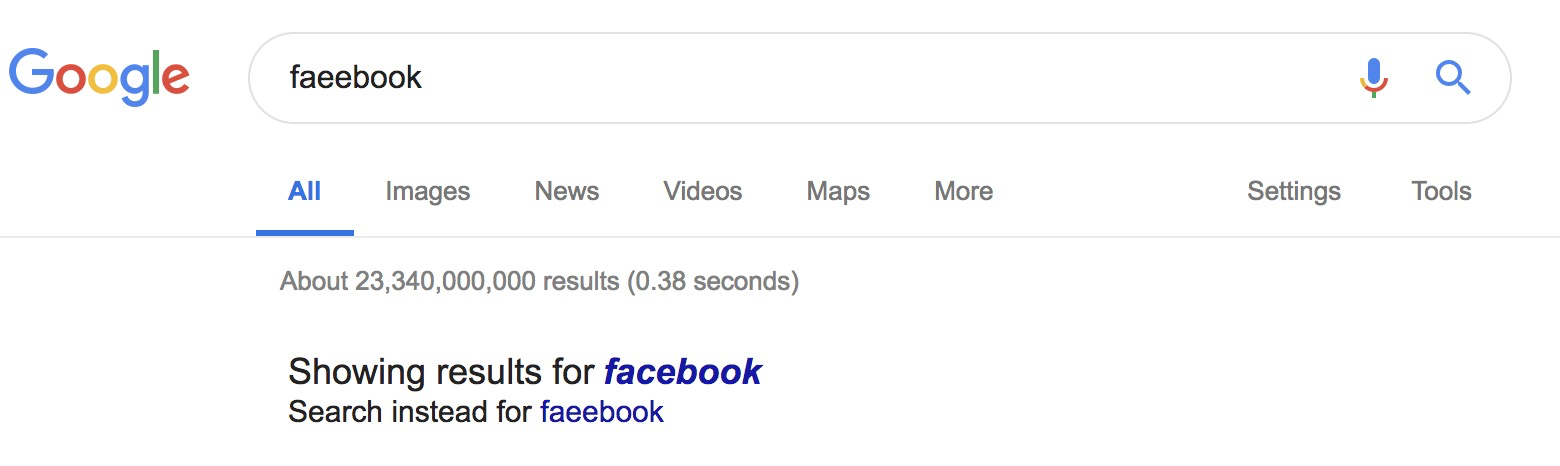 Google faeebook
All Images News Videos Maps More Settings Tools
About 23,340,000,000 results (0.38 seconds)
Showing results for facebook
Search instead for faeebook